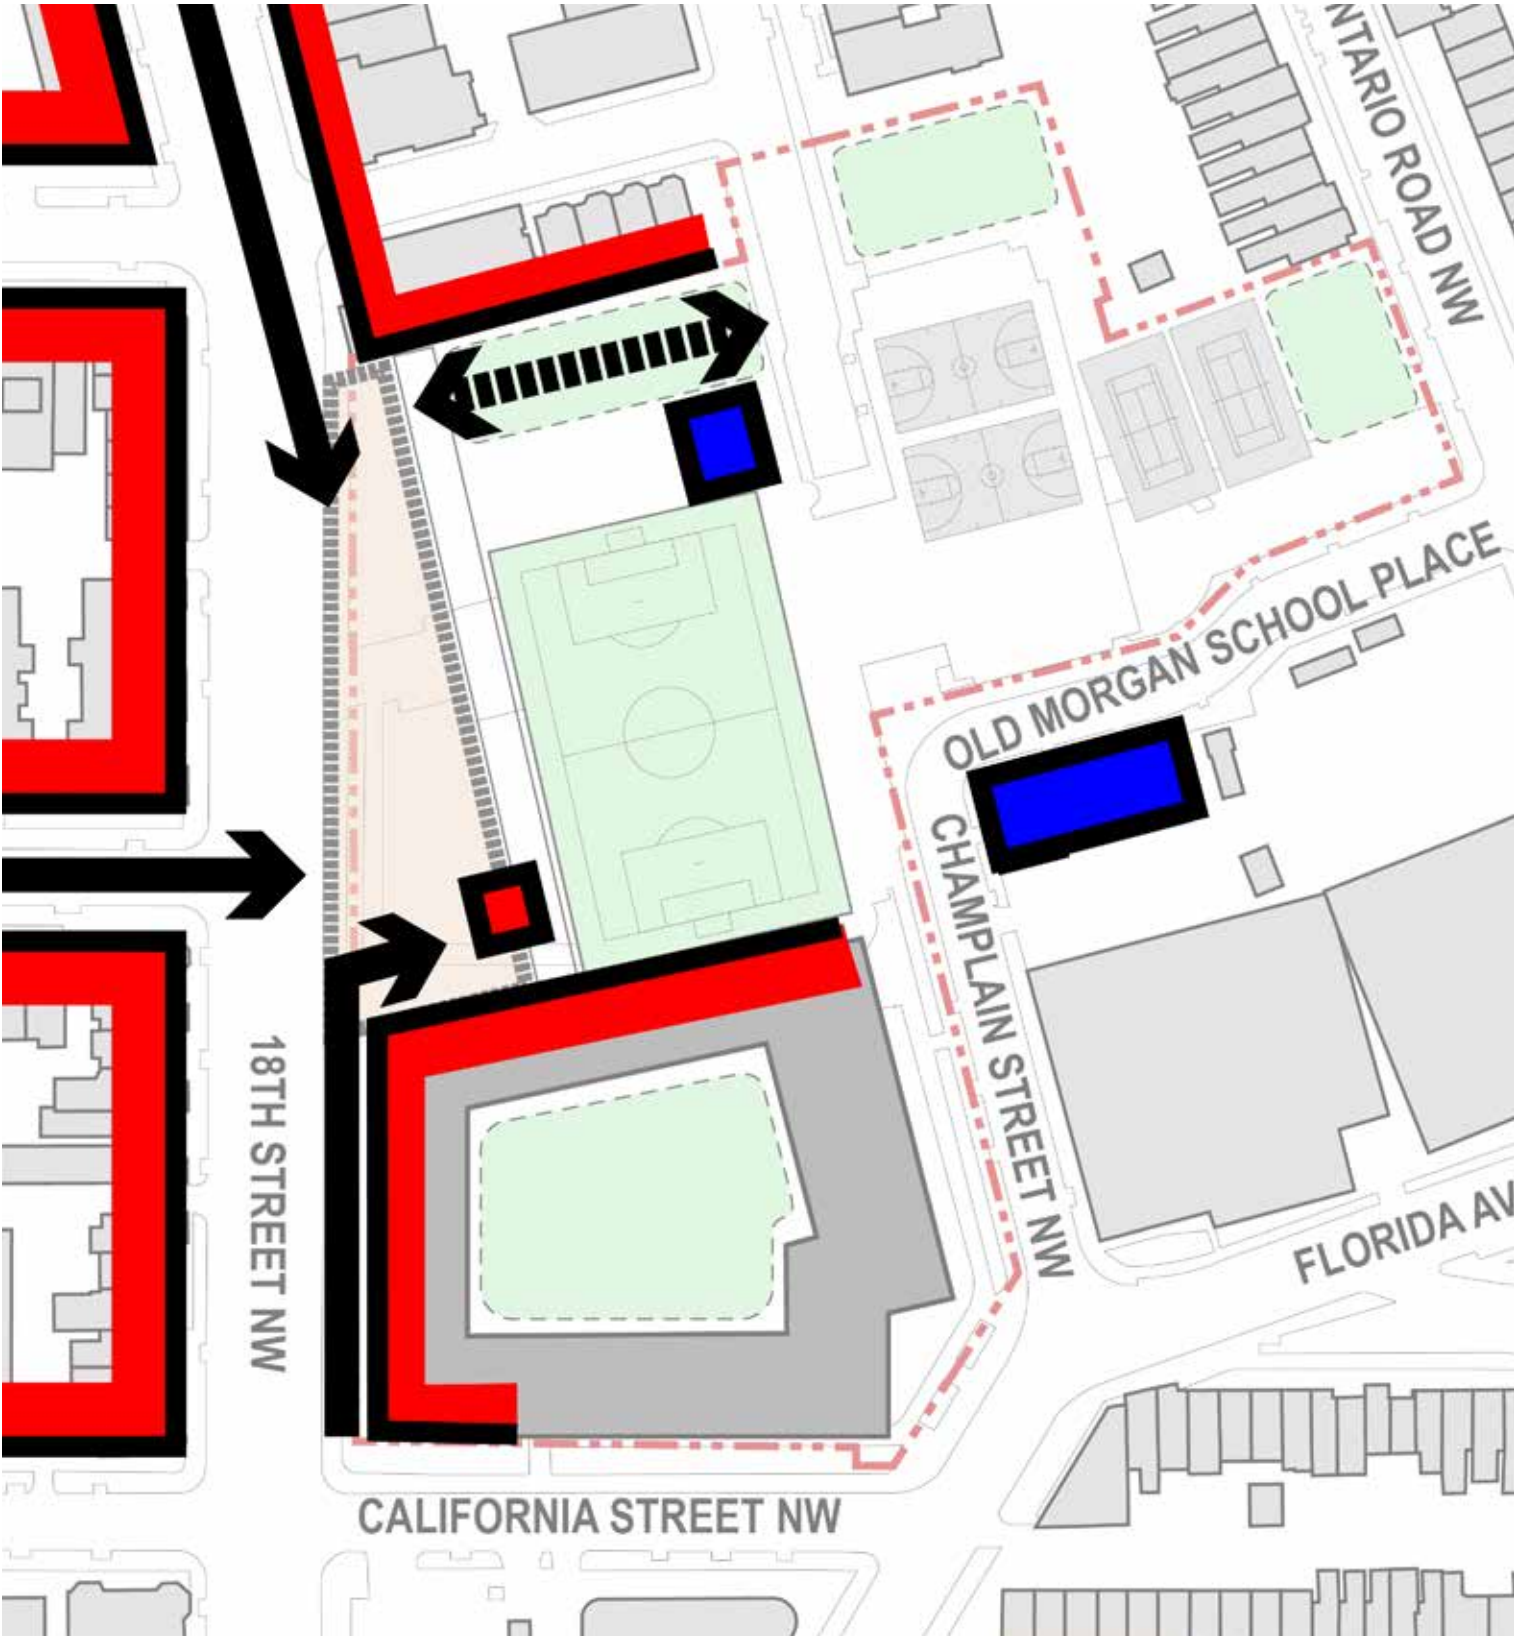 NTARIO ROAD NW
OLD MORGAN SCHOOL PLACE
CHAMPLAIN STREET NW
18TH STREET NW
FLORIDA AV
CALIFORNIA STREET NW